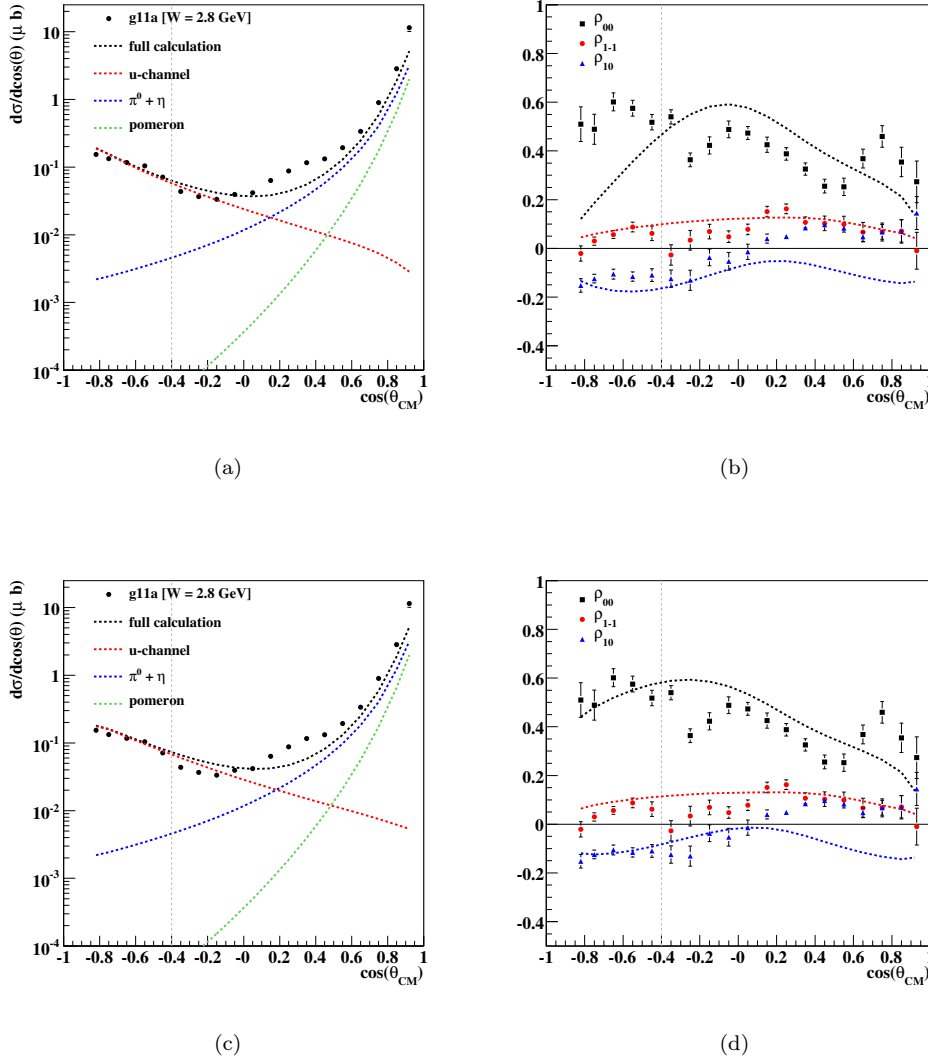 dσ/dcos(θ) (μ b)
g11a [W = 2.8 GeV]
full calculation
u-channel
π⁰ + η
pomeron
10
1
10⁻¹
10⁻²
10⁻³
10⁻⁴
-1 -0.8 -0.6 -0.4 -0.2 -0 0.2 0.4 0.6 0.8 1
cos(θ_CM)
(a)
ρ₀₀
ρ₁₋₁
ρ₁₀
1
0.8
0.6
0.4
0.2
0
-0.2
-0.4
-1 -0.8 -0.6 -0.4 -0.2 -0 0.2 0.4 0.6 0.8 1
cos(θ_CM)
(b)
dσ/dcos(θ) (μ b)
g11a [W = 2.8 GeV]
full calculation
u-channel
π⁰ + η
pomeron
10
1
10⁻¹
10⁻²
10⁻³
10⁻⁴
-1 -0.8 -0.6 -0.4 -0.2 -0 0.2 0.4 0.6 0.8 1
cos(θ_CM)
(c)
ρ₀₀
ρ₁₋₁
ρ₁₀
1
0.8
0.6
0.4
0.2
0
-0.2
-0.4
-1 -0.8 -0.6 -0.4 -0.2 -0 0.2 0.4 0.6 0.8 1
cos(θ_CM)
(d)